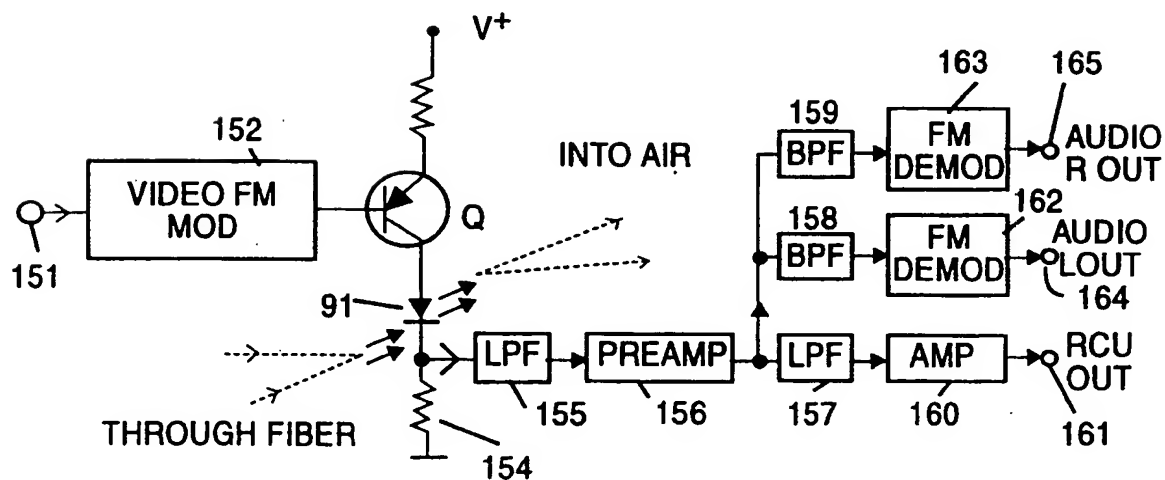 V+
163
165
152
159
FM
DEMOD
AUDIO
R OUT
INTO AIR
BPF
VIDEO FM
MOD
158
162
Q
BPF
FM
DEMOD
AUDIO
LOUT
151
164
91
LPF
PREAMP
LPF
AMP
RCU
OUT
155
156
157
160
161
THROUGH FIBER
154